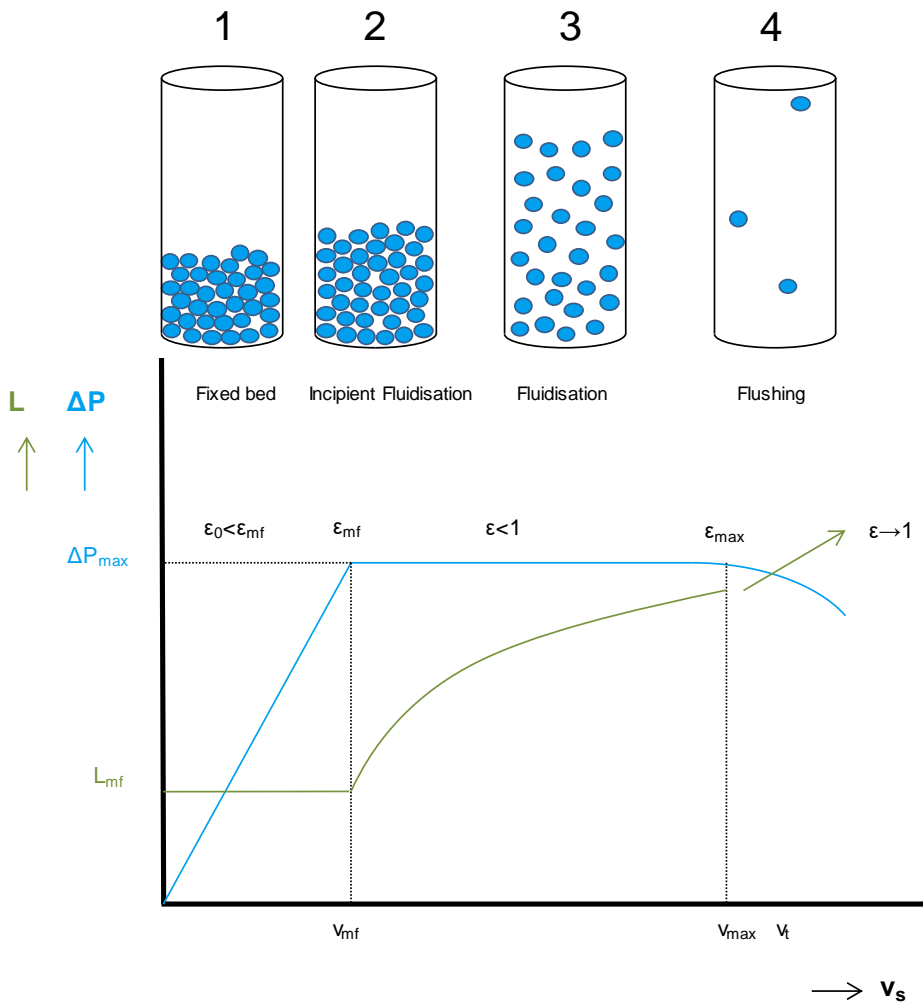 1 2 3 4
Fixed bed Incipient Fluidisation Fluidisation Flushing
L ΔP
ε₀<εmf εmf ε<1 εmax ε→1
ΔPmax
Lmf
vmf vmax vt
vs